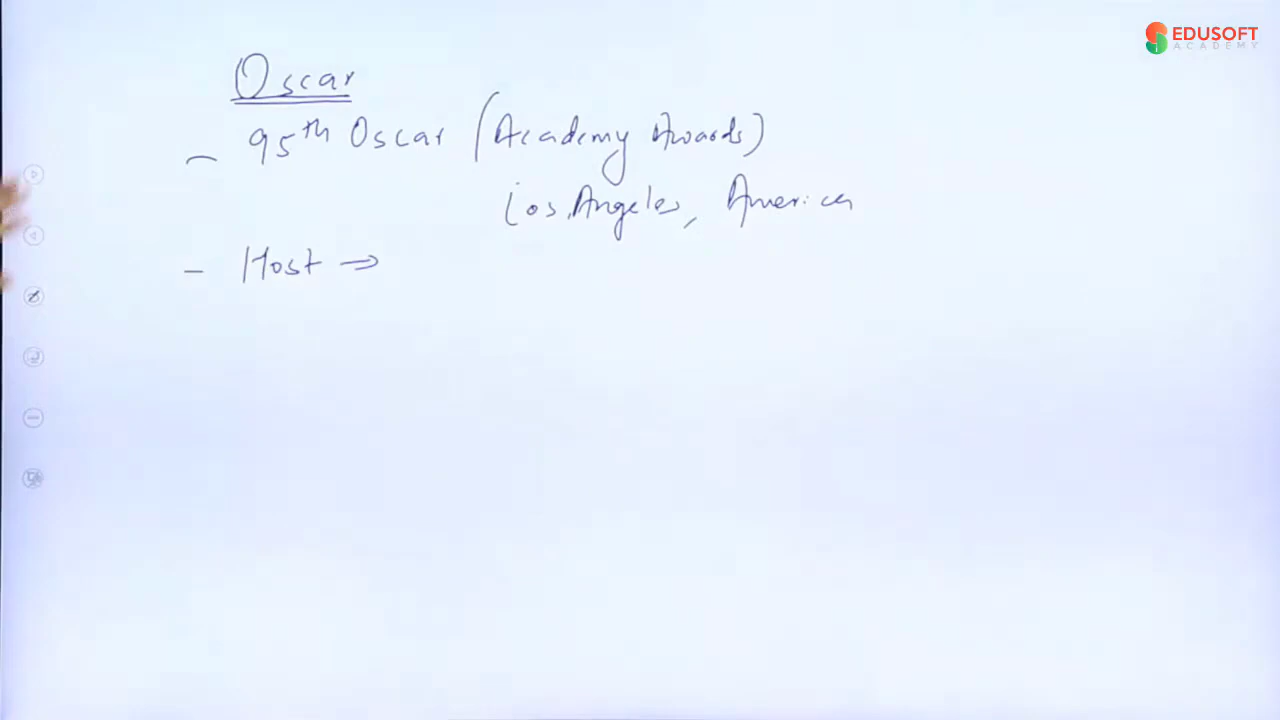 EDUSOFT
ACADEMY
Oscar
- 95th Oscar (Academy Awards)
Los Angeles, America
- Host ⇒